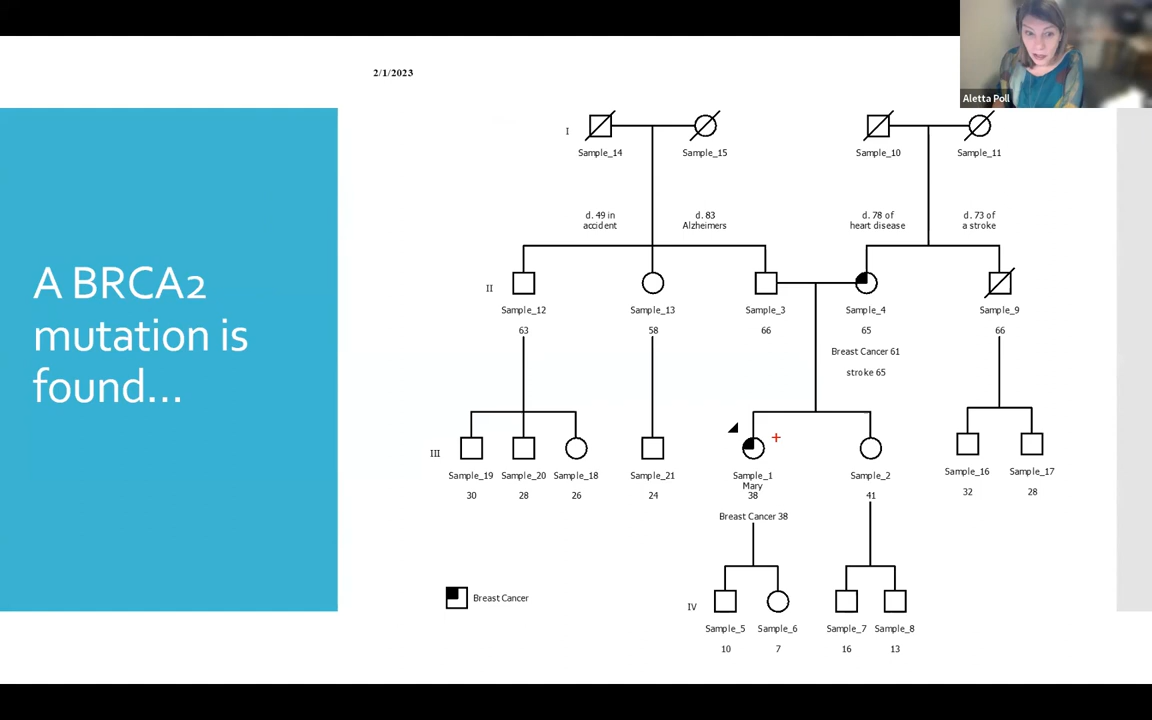 2/1/2023
Aletta Poll
A BRCA2
mutation is
found...
I
Sample_14 Sample_15 Sample_10 Sample_11
d. 49 in
accident
d. 83
Alzheimers
d. 78 of
heart disease
d. 73 of
a stroke
II
Sample_12 Sample_13 Sample_3 Sample_4 Sample_9
63 58 66 65 66
Breast Cancer 61
stroke 65
+
III
Sample_19 Sample_20 Sample_18 Sample_21 Sample_1 Sample_2 Sample_16 Sample_17
Mary
30 28 26 24 38 41 32 28
Breast Cancer 38
Breast Cancer
IV
Sample_5 Sample_6 Sample_7 Sample_8
10 7 16 13